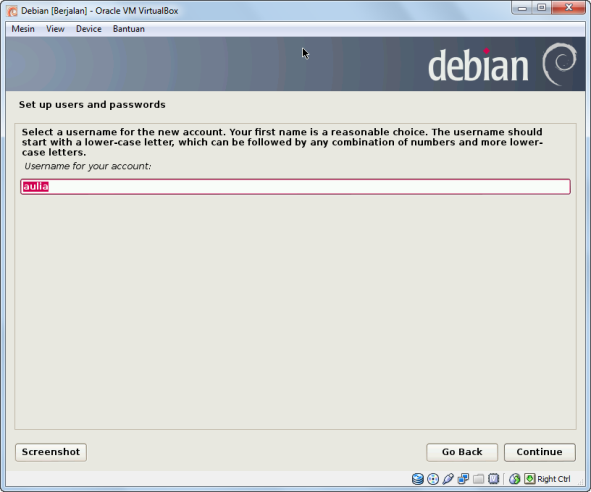 Debian [Berjalan] - Oracle VM VirtualBox
Mesin View Device Bantuan
debian
Set up users and passwords
Select a username for the new account. Your first name is a reasonable choice. The username should
start with a lower-case letter, which can be followed by any combination of numbers and more lower-
case letters.
Username for your account:
aulia
Screenshot Go Back Continue
Right Ctrl